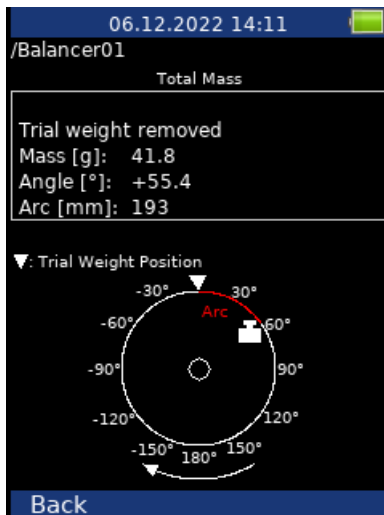 06.12.2022 14:11
/Balancer01
Total Mass
Trial weight removed
Mass [g]: 41.8
Angle [°]: +55.4
Arc [mm]: 193
▼: Trial Weight Position
-30° 30°
Arc
-60° 60°
-90° 90°
-120° 120°
-150° 180° 150°
Back